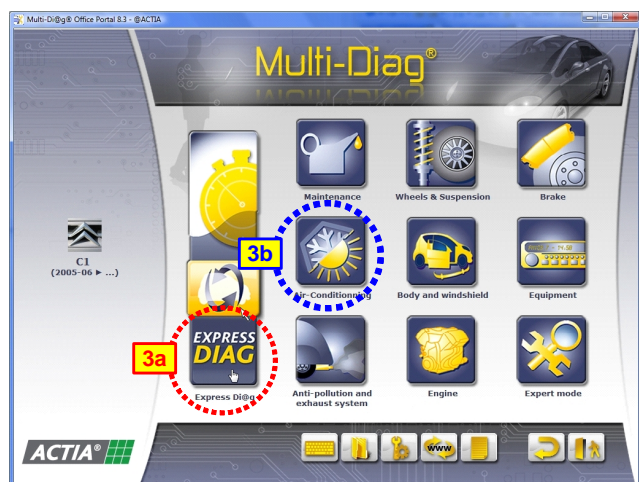 Multi-Di@g® Office Portal 8.3 - @ACTIA
Multi-Diag®
Maintenance
Wheels & Suspension
Brake
3b
C1
(2005-06 ► ...)
Air-Conditionning
Body and windshield
Equipment
EXPRESS
DIAG
3a
Express Di@g
Anti-pollution and
exhaust system
Engine
Expert mode
ACTIA®
www